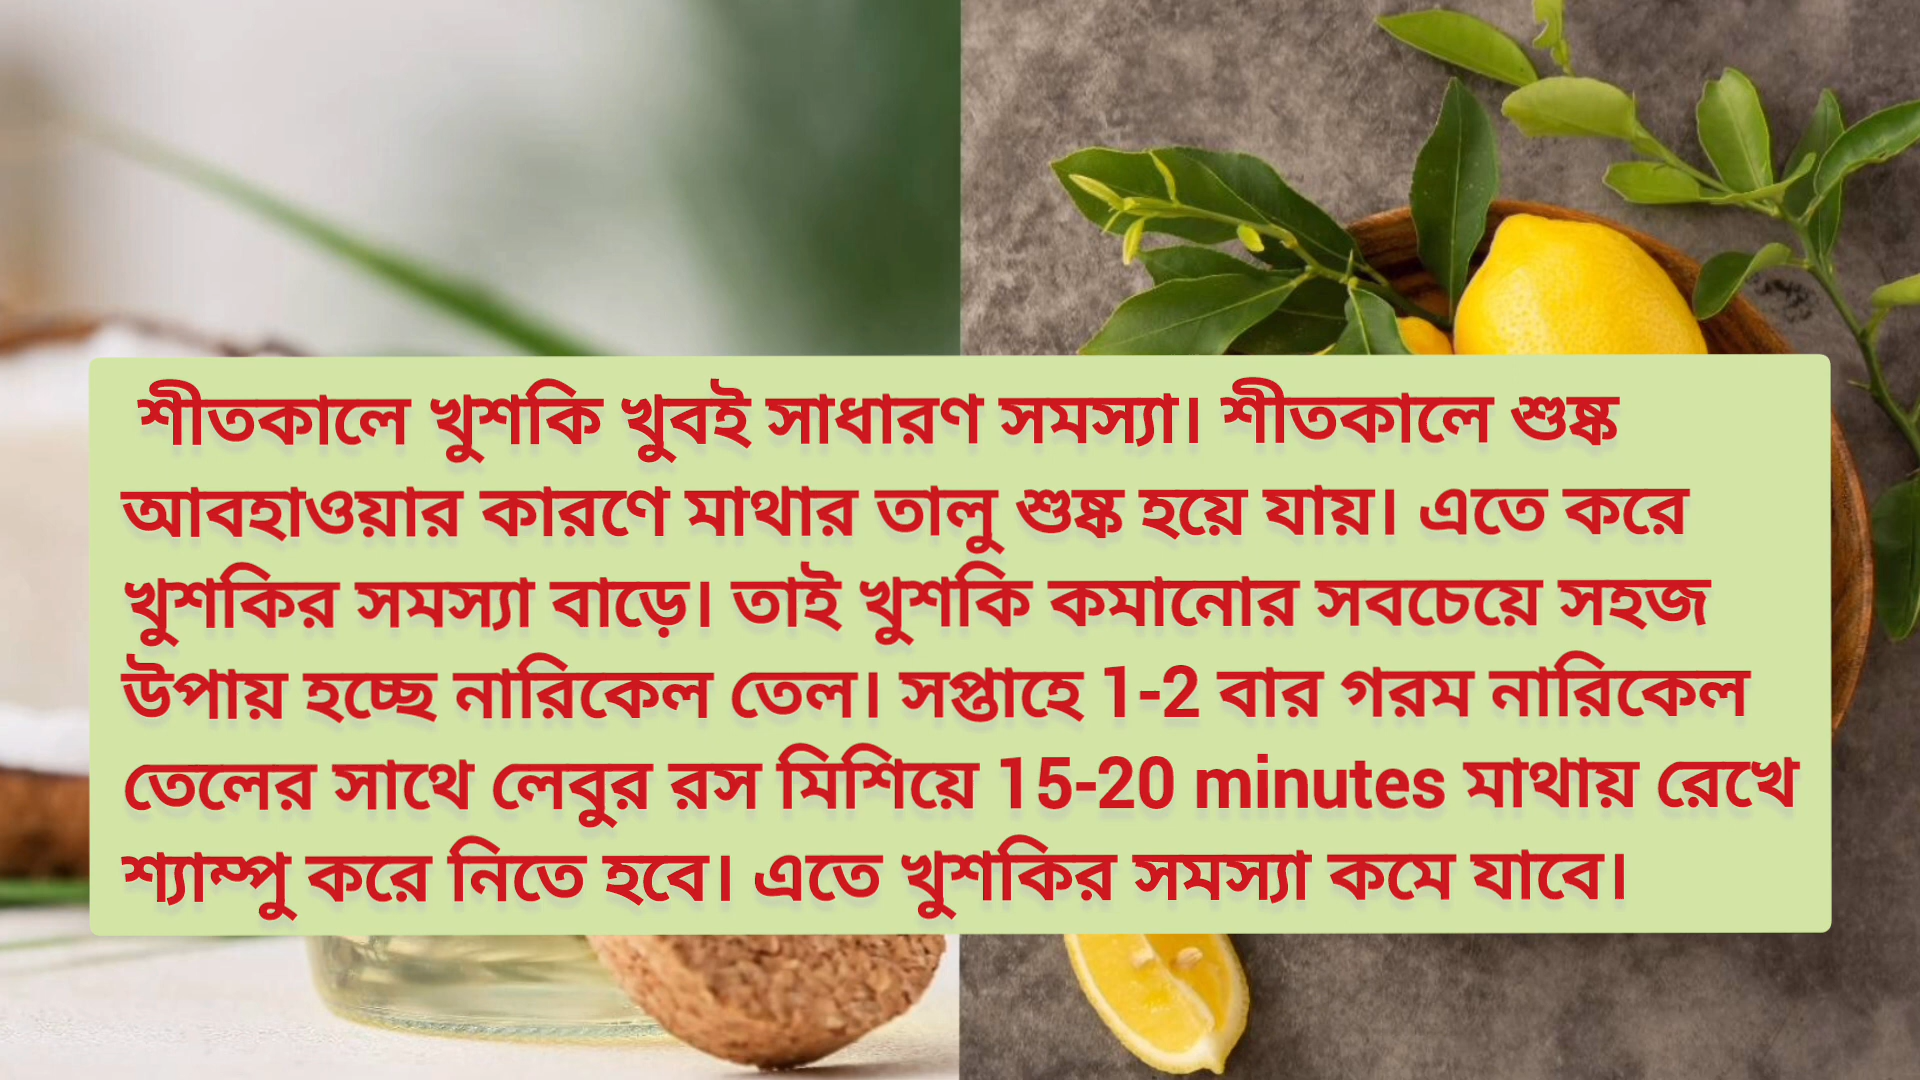 শীতকালে খুশকি খুবই সাধারণ সমস্যা। শীতকালে শুষ্ক
আবহাওয়ার কারণে মাথার তালু শুষ্ক হয়ে যায়। এতে করে
খুশকির সমস্যা বাড়ে। তাই খুশকি কমানোর সবচেয়ে সহজ
উপায় হচ্ছে নারিকেল তেল। সপ্তাহে 1-2 বার গরম নারিকেল
তেলের সাথে লেবুর রস মিশিয়ে 15-20 minutes মাথায় রেখে
শ্যাম্পু করে নিতে হবে। এতে খুশকির সমস্যা কমে যাবে।